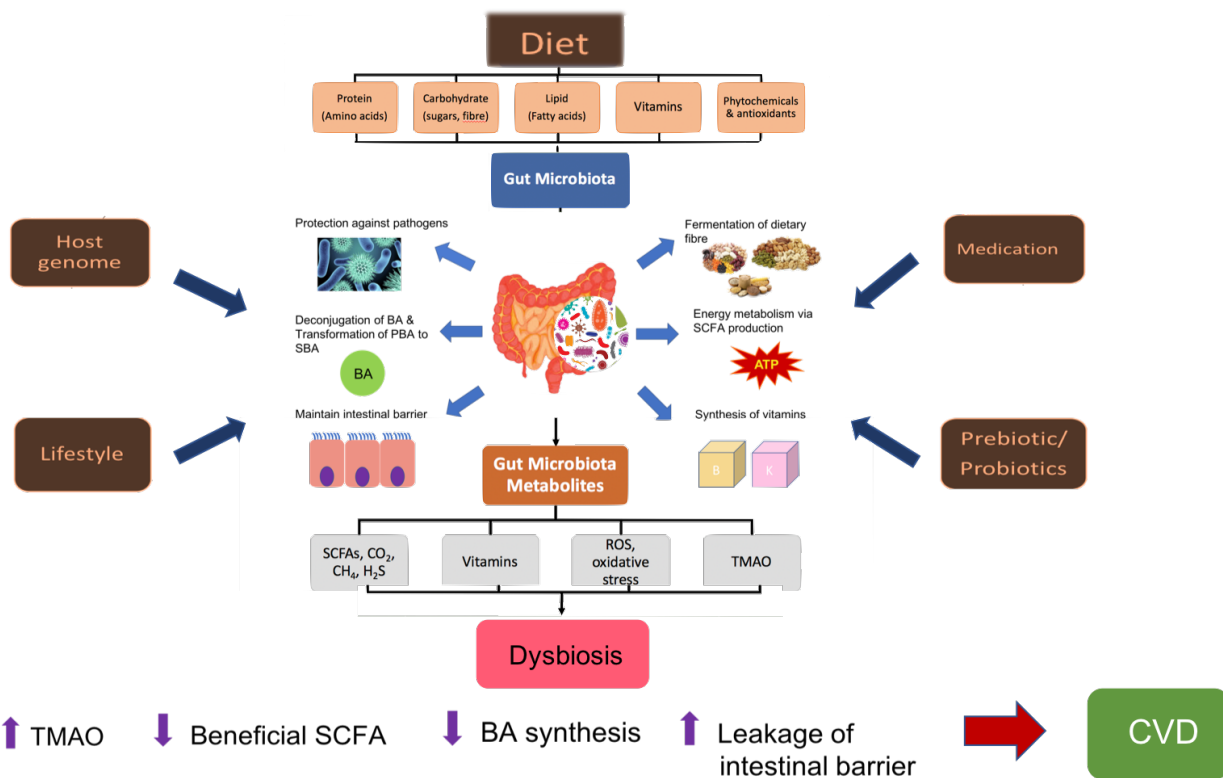 Diet
Protein
(Amino acids)
Carbohydrate
(sugars, fibre)
Lipid
(Fatty acids)
Vitamins
Phytochemicals
& antioxidants
Gut Microbiota
Host
genome
Lifestyle
Protection against pathogens
Deconjugation of BA &
Transformation of PBA to
SBA
BA
Maintain intestinal barrier
Fermentation of dietary
fibre
Energy metabolism via
SCFA production
ATP
Synthesis of vitamins
B
K
Medication
Prebiotic/
Probiotics
Gut Microbiota
Metabolites
SCFAs, CO₂,
CH₄, H₂S
Vitamins
ROS,
oxidative
stress
TMAO
Dysbiosis
TMAO
Beneficial SCFA
BA synthesis
Leakage of
intestinal barrier
CVD